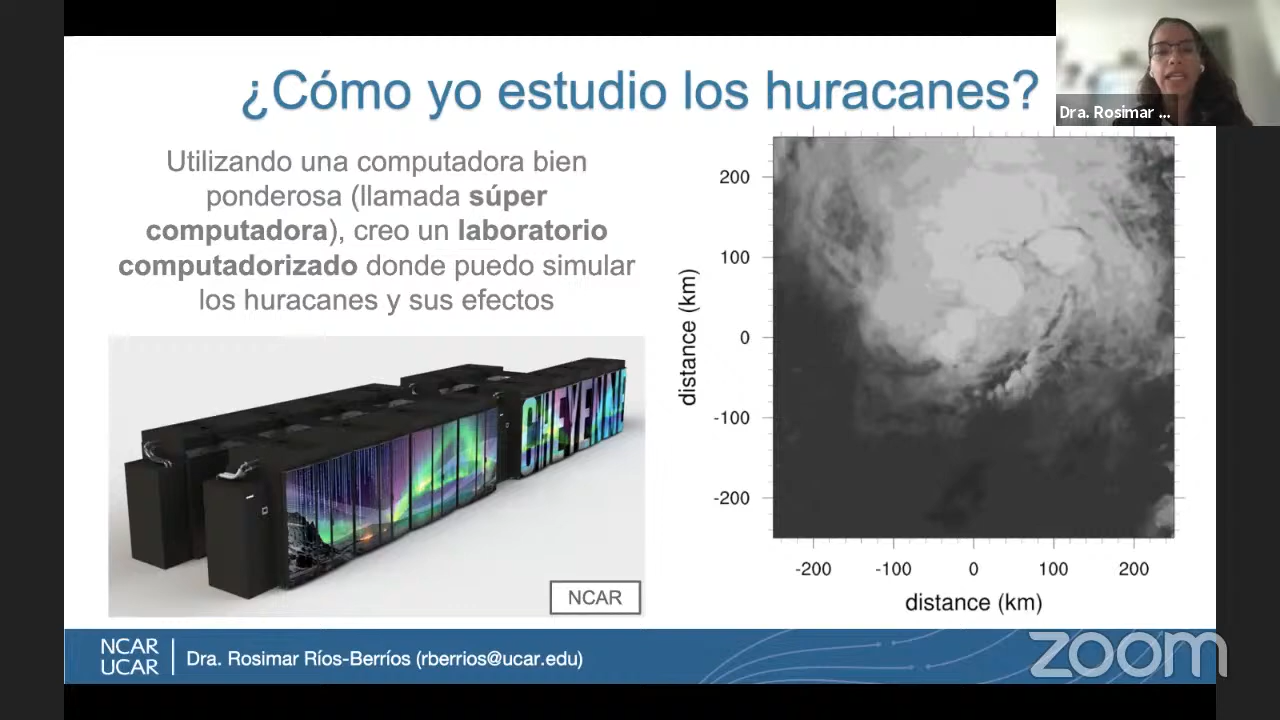 ¿Cómo yo estudio los huracanes?
Dra. Rosimar ...
Utilizando una computadora bien
ponderosa (llamada súper
computadora), creo un laboratorio
computadorizado donde puedo simular
los huracanes y sus efectos
CHEYENNE
NCAR
distance (km)
200
100
0
-100
-200
-200 -100 0 100 200
distance (km)
NCAR
UCAR
Dra. Rosimar Ríos-Berríos (rberrios@ucar.edu)
zoom